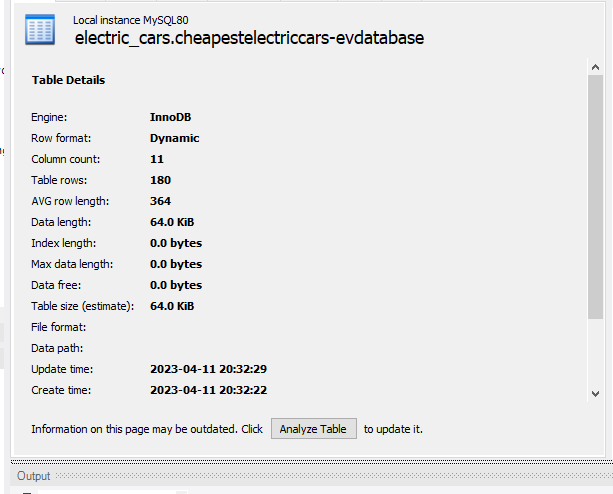 Local instance MySQL80
electric_cars.cheapestelectriccars-evdatabase
Table Details
Engine: InnoDB
Row format: Dynamic
Column count: 11
Table rows: 180
AVG row length: 364
Data length: 64.0 KiB
Index length: 0.0 bytes
Max data length: 0.0 bytes
Data free: 0.0 bytes
Table size (estimate): 64.0 KiB
File format:
Data path:
Update time: 2023-04-11 20:32:29
Create time: 2023-04-11 20:32:22
Information on this page may be outdated. Click Analyze Table to update it.
Output